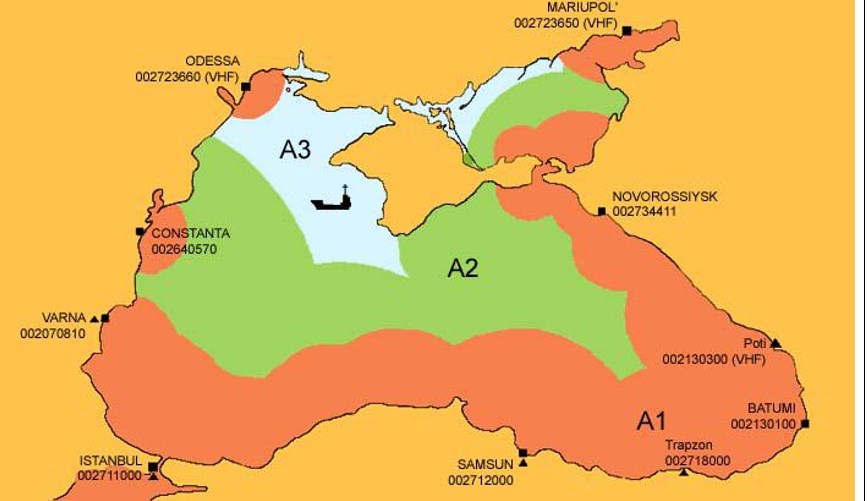 MARIUPOL'
002723650 (VHF)
ODESSA
002723660 (VHF)
A3
NOVOROSSIYSK
002734411
CONSTANTA
002640570
A2
VARNA
002070810
Poti
002130300 (VHF)
BATUMI
002130100
A1
Trapzon
002718000
ISTANBUL
002711000
SAMSUN
002712000